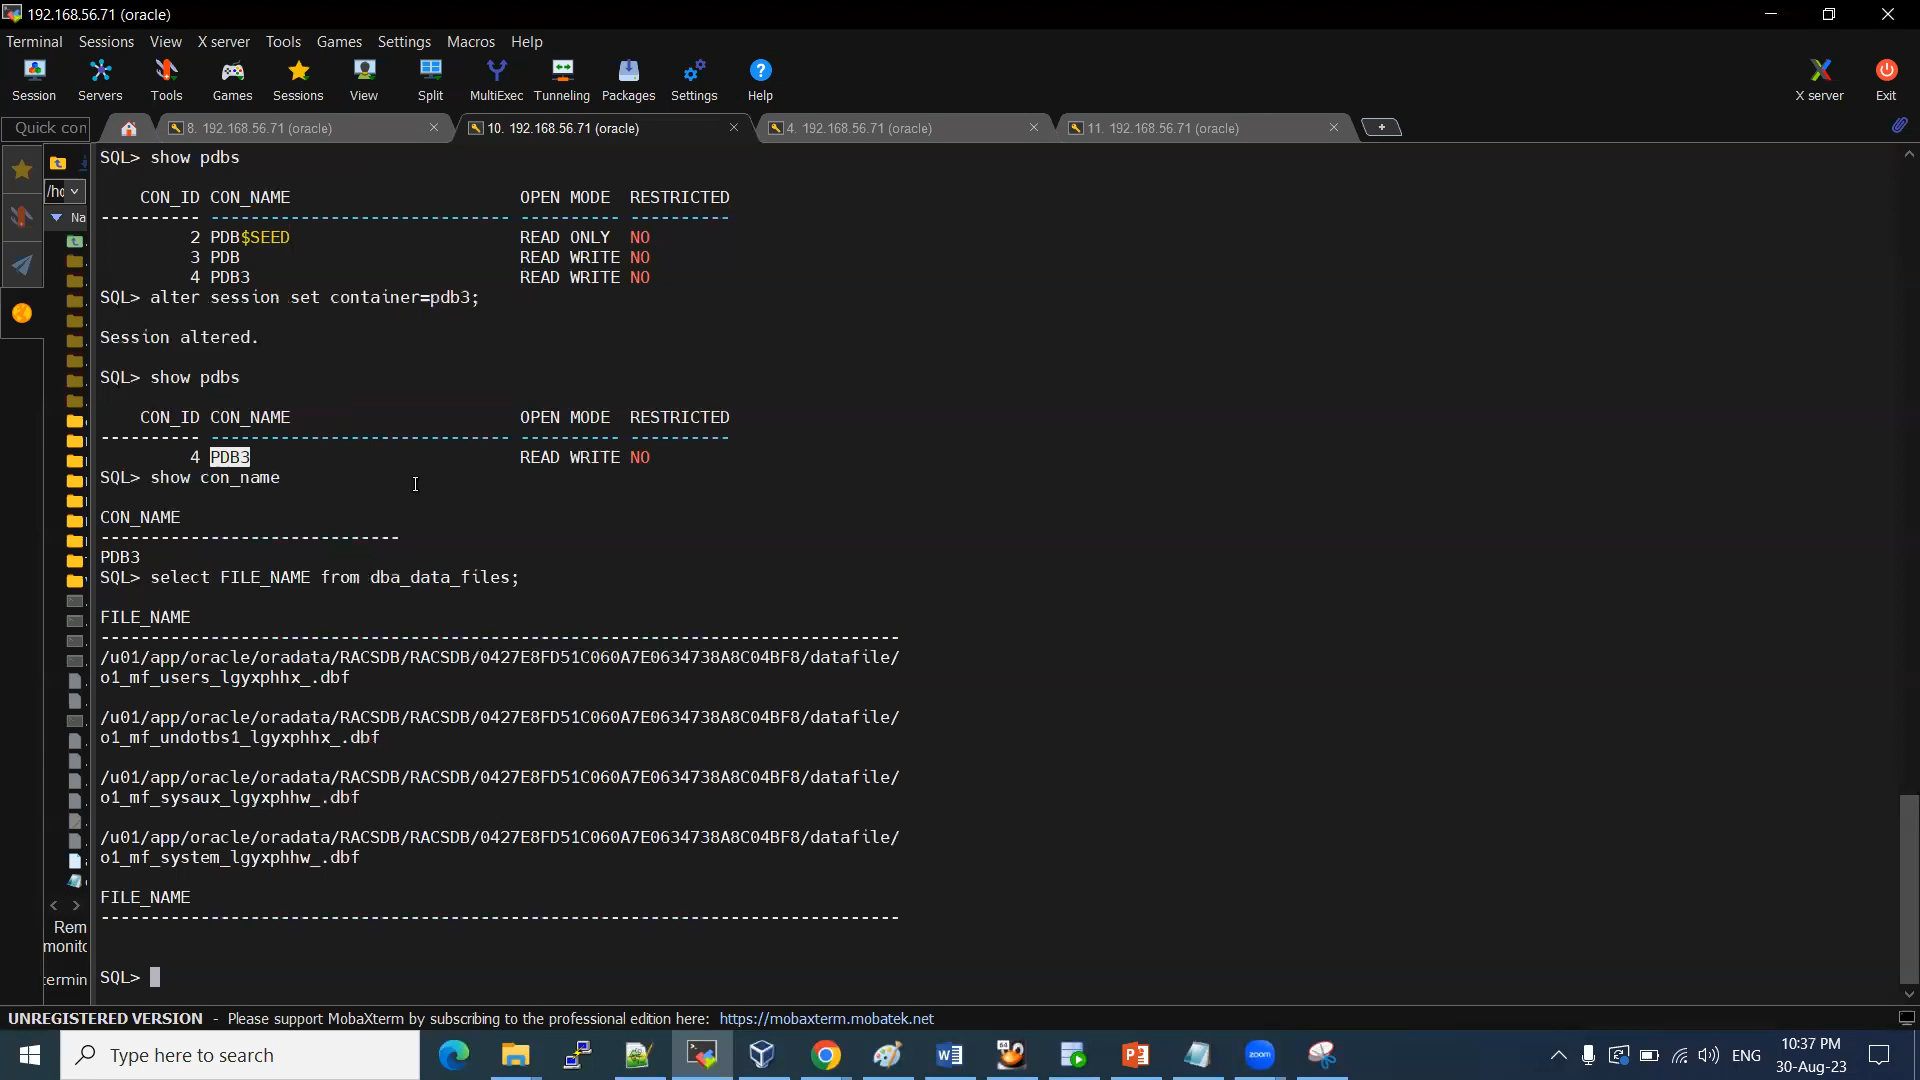 192.168.56.71 (oracle)
Terminal Sessions View X server Tools Games Settings Macros Help
Session Servers Tools Games Sessions View Split MultiExec Tunneling Packages Settings Help X server Exit
Quick con 8. 192.168.56.71 (oracle) 10. 192.168.56.71 (oracle) 4. 192.168.56.71 (oracle) 11. 192.168.56.71 (oracle)
/ho
Na
SQL> show pdbs
CON_ID CON_NAME OPEN MODE RESTRICTED
---------- ------------------------------ ---------- ----------
2 PDB$SEED READ ONLY NO
3 PDB READ WRITE NO
4 PDB3 READ WRITE NO
SQL> alter session set container=pdb3;
Session altered.
SQL> show pdbs
CON_ID CON_NAME OPEN MODE RESTRICTED
---------- ------------------------------ ---------- ----------
4 PDB3 READ WRITE NO
SQL> show con_name
CON_NAME
------------------------------
PDB3
SQL> select FILE_NAME from dba_data_files;
FILE_NAME
--------------------------------------------------------------------------------
/u01/app/oracle/oradata/RACSDB/RACSDB/0427E8FD51C060A7E0634738A8C04BF8/datafile/
o1_mf_users_lgyxphhx_.dbf
/u01/app/oracle/oradata/RACSDB/RACSDB/0427E8FD51C060A7E0634738A8C04BF8/datafile/
o1_mf_undotbs1_lgyxphhx_.dbf
/u01/app/oracle/oradata/RACSDB/RACSDB/0427E8FD51C060A7E0634738A8C04BF8/datafile/
o1_mf_sysaux_lgyxphhw_.dbf
/u01/app/oracle/oradata/RACSDB/RACSDB/0427E8FD51C060A7E0634738A8C04BF8/datafile/
o1_mf_system_lgyxphhw_.dbf
FILE_NAME
--------------------------------------------------------------------------------
SQL>
Rem
monito
termin
UNREGISTERED VERSION - Please support MobaXterm by subscribing to the professional edition here: https://mobaxterm.mobatek.net
Type here to search
zoom
ENG
10:37 PM
30-Aug-23